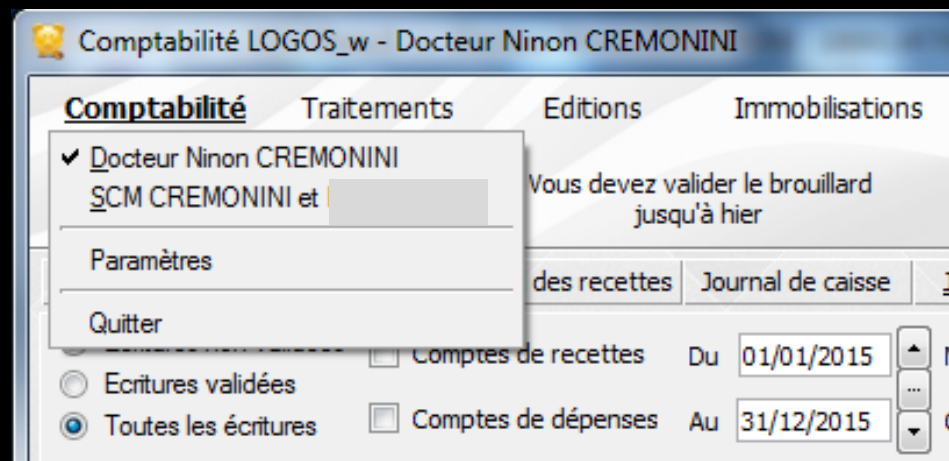 Comptabilité LOGOS_w - Docteur Ninon CREMONINI
Comptabilité Traitements Editions Immobilisations
Docteur Ninon CREMONINI
SCM CREMONINI et
Vous devez valider le brouillard
jusqu'à hier
Paramètres
Quitter
des recettes Journal de caisse
Comptes de recettes Du 01/01/2015
Ecritures validées
Toutes les écritures Comptes de dépenses Au 31/12/2015